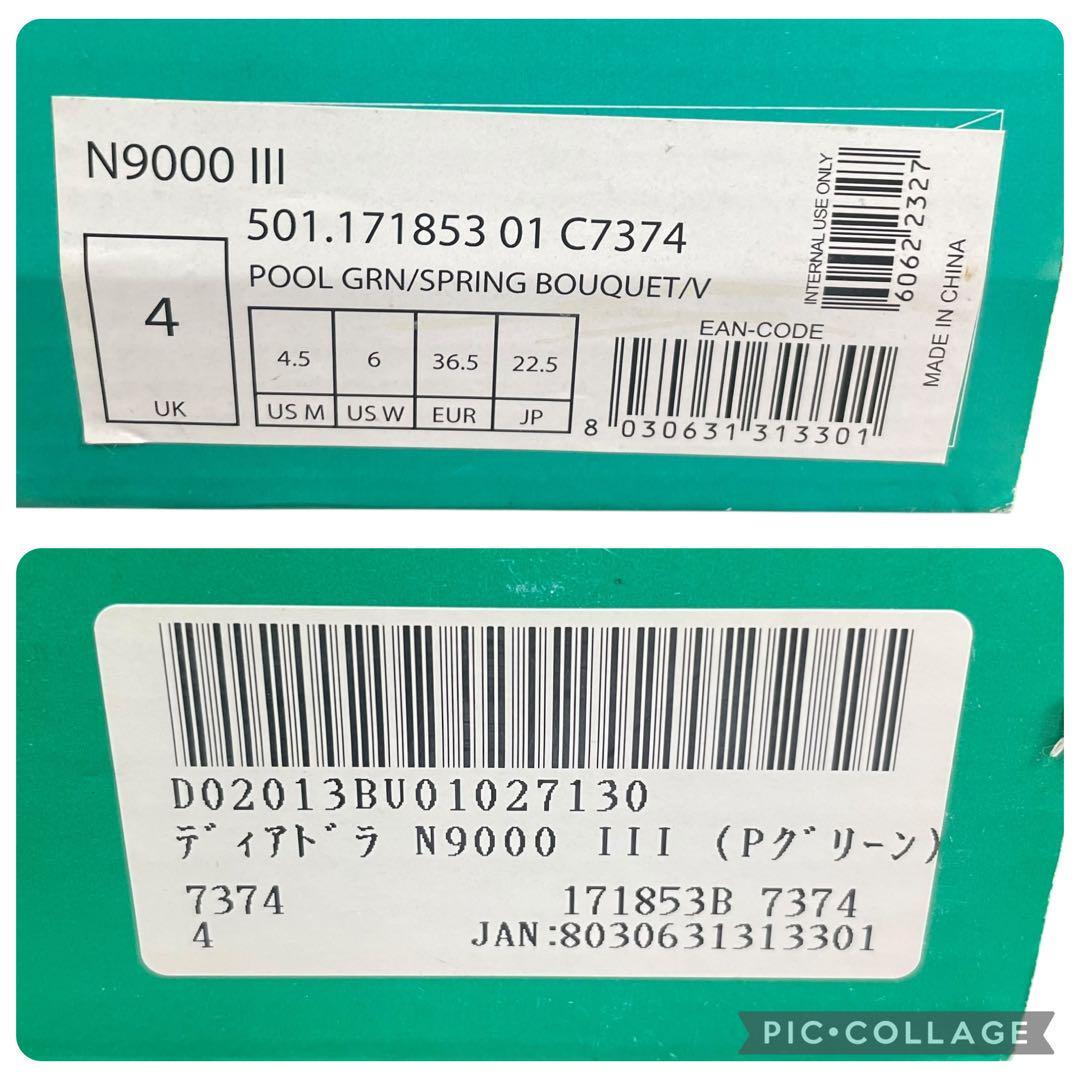 N9000 III
501.171853 01 C7374
POOL GRN/SPRING BOUQUET/V
4
UK
4.5 6 36.5 22.5
US M US W EUR JP
EAN-CODE
8 030631 313301
INTERNAL USE ONLY
6062 2327
MADE IN CHINA
D02013BU01027130
ﾃﾞｨｱﾄﾞﾗ N9000 III (Pｸﾞﾘｰﾝ)
7374 171853B 7374
4 JAN:8030631313301
PIC•COLLAGE